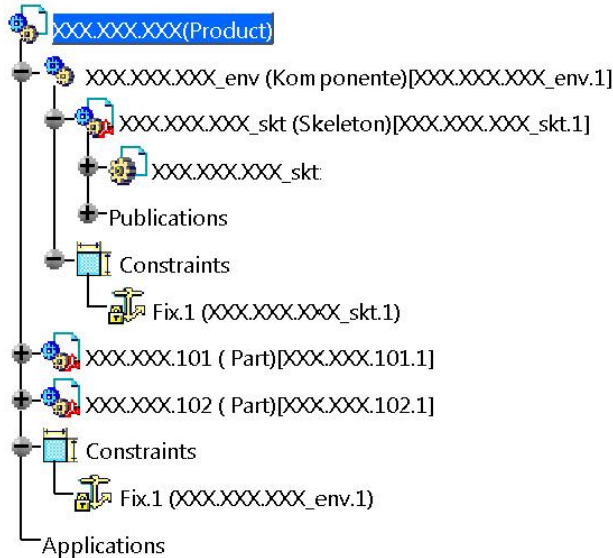 XXX.XXX.XXX(Product)
XXX.XXX.XXX_env (Komponente)[XXX.XXX.XXX_env.1]
XXX.XXX.XXX_skt (Skeleton)[XXX.XXX.XXX_skt.1]
XXX.XXX.XXX_skt
Publications
Constraints
Fix.1 (XXX.XXX.XXX_skt.1)
XXX.XXX.101 ( Part)[XXX.XXX.101.1]
XXX.XXX.102 ( Part)[XXX.XXX.102.1]
Constraints
Fix.1 (XXX.XXX.XXX_env.1)
Applications